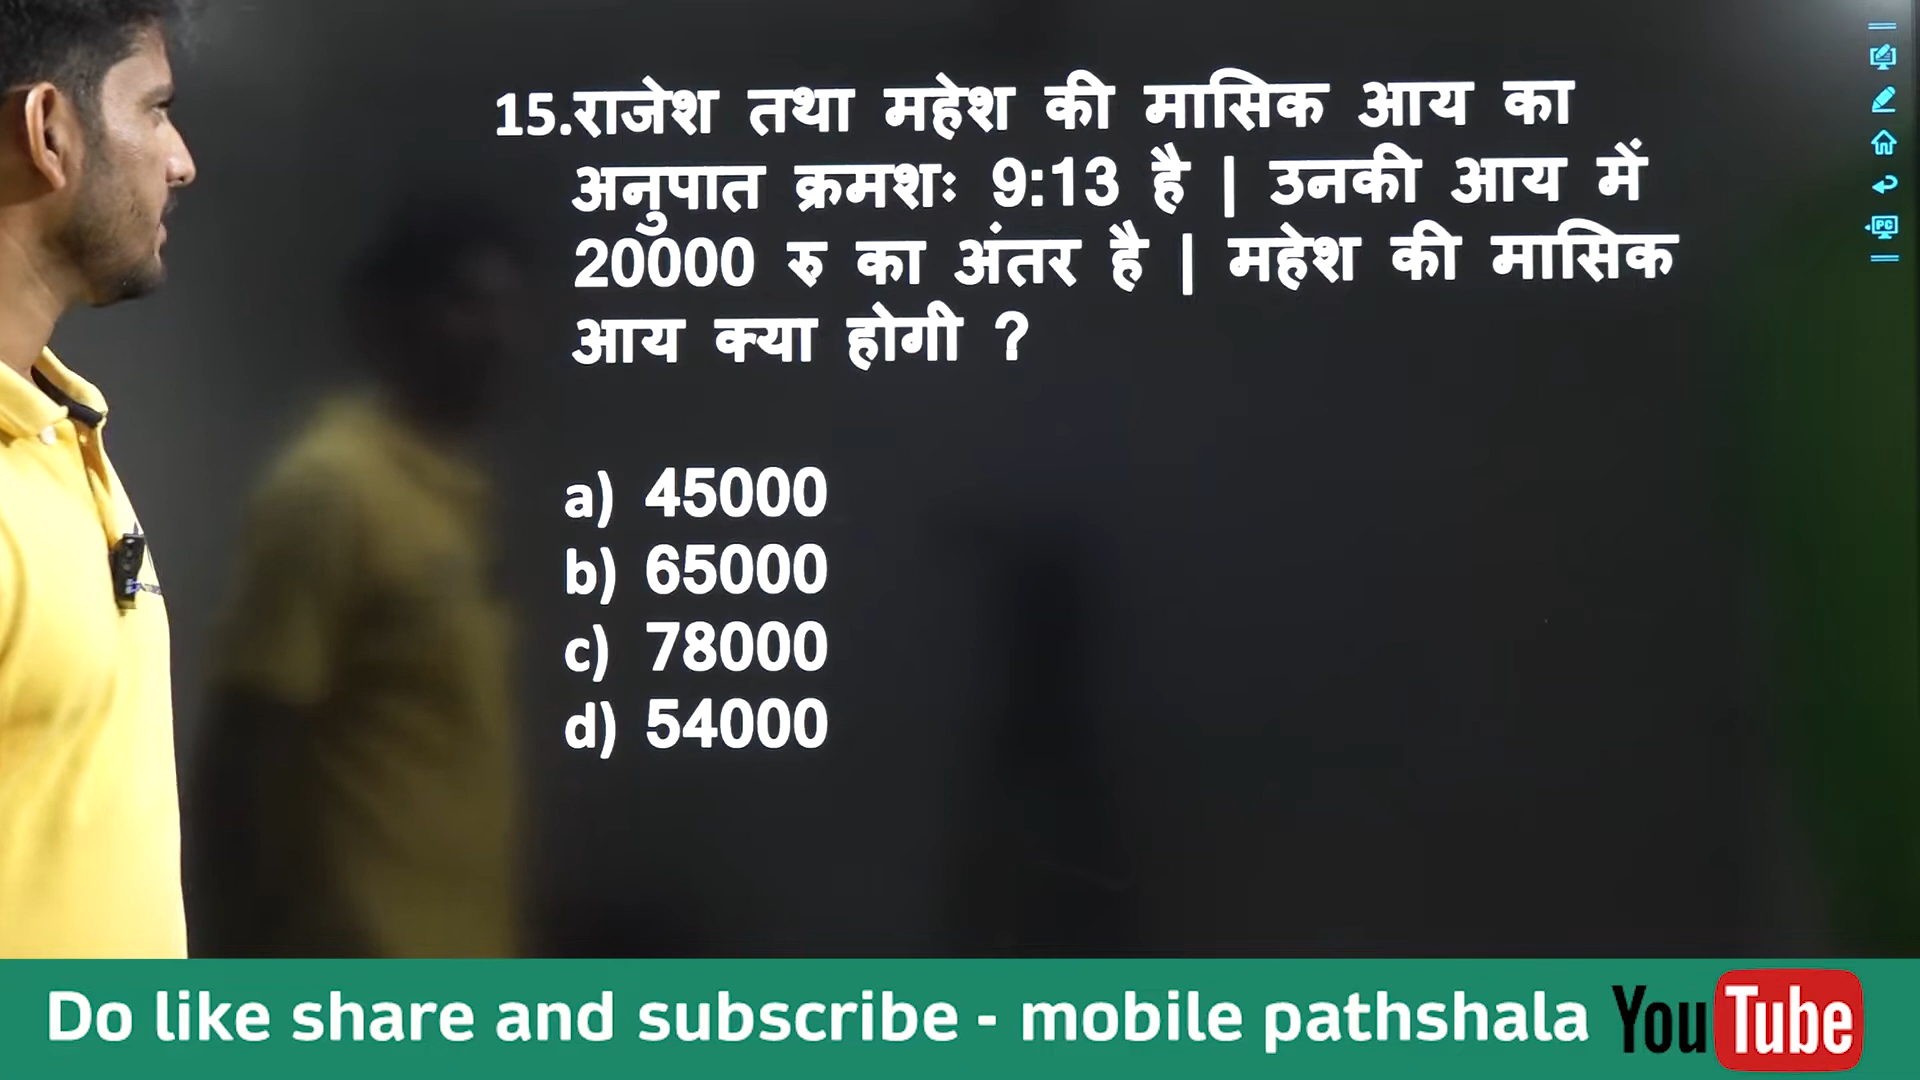 15.राजेश तथा महेश की मासिक आय का
अनुपात क्रमशः 9:13 है | उनकी आय में
20000 रु का अंतर है | महेश की मासिक
आय क्या होगी ?
a) 45000
b) 65000
c) 78000
d) 54000
PC
Do like share and subscribe - mobile pathshala YouTube